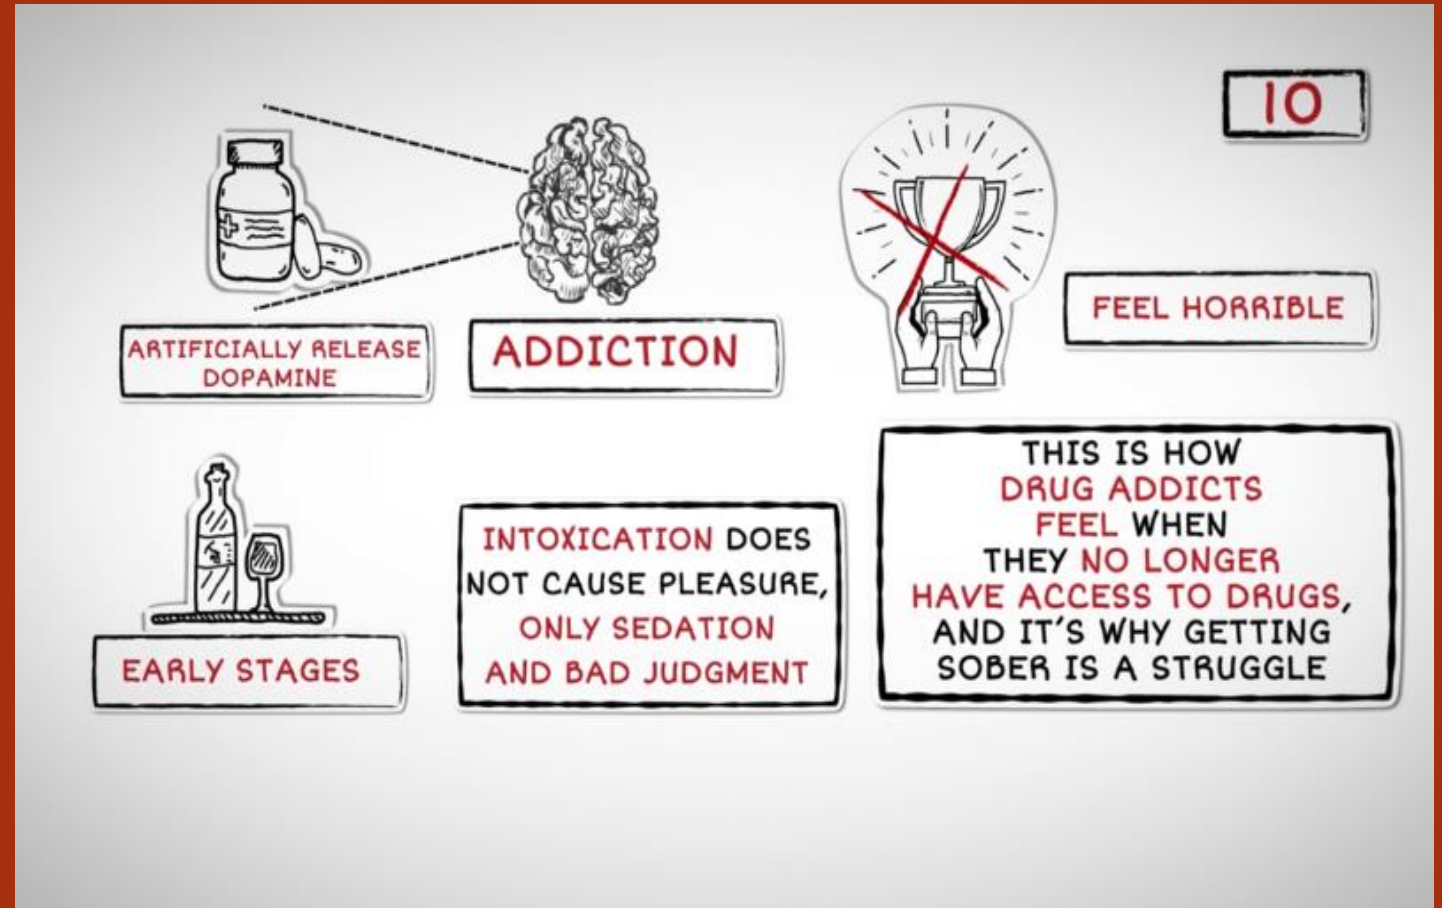 10
ARTIFICIALLY RELEASE
DOPAMINE
ADDICTION
FEEL HORRIBLE
EARLY STAGES
INTOXICATION DOES
NOT CAUSE PLEASURE,
ONLY SEDATION
AND BAD JUDGMENT
THIS IS HOW
DRUG ADDICTS
FEEL WHEN
THEY NO LONGER
HAVE ACCESS TO DRUGS,
AND IT'S WHY GETTING
SOBER IS A STRUGGLE